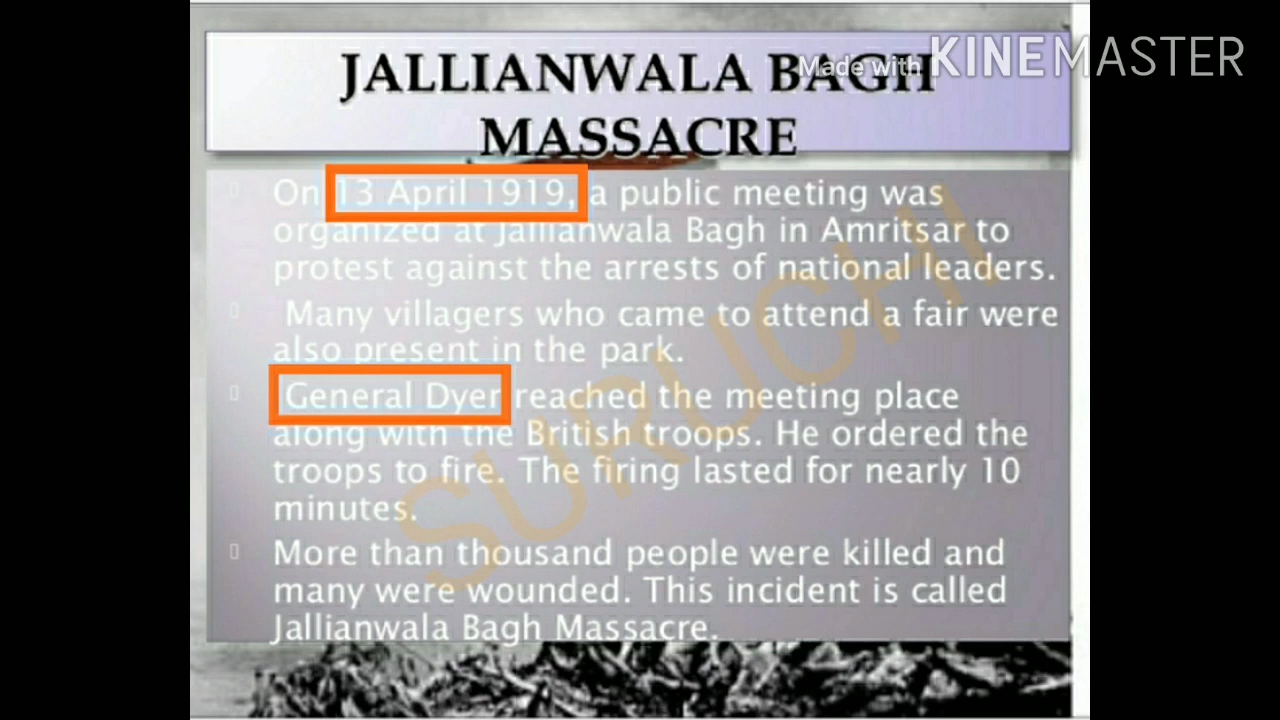 Made with KINEMASTER
JALLIANWALA BAGH
MASSACRE
On 13 April 1919, a public meeting was
organized at Jallianwala Bagh in Amritsar to
protest against the arrests of national leaders.
Many villagers who came to attend a fair were
also present in the park.
General Dyer reached the meeting place
along with the British troops. He ordered the
troops to fire. The firing lasted for nearly 10
minutes.
More than thousand people were killed and
many were wounded. This incident is called
Jallianwala Bagh Massacre.
SURUCHI